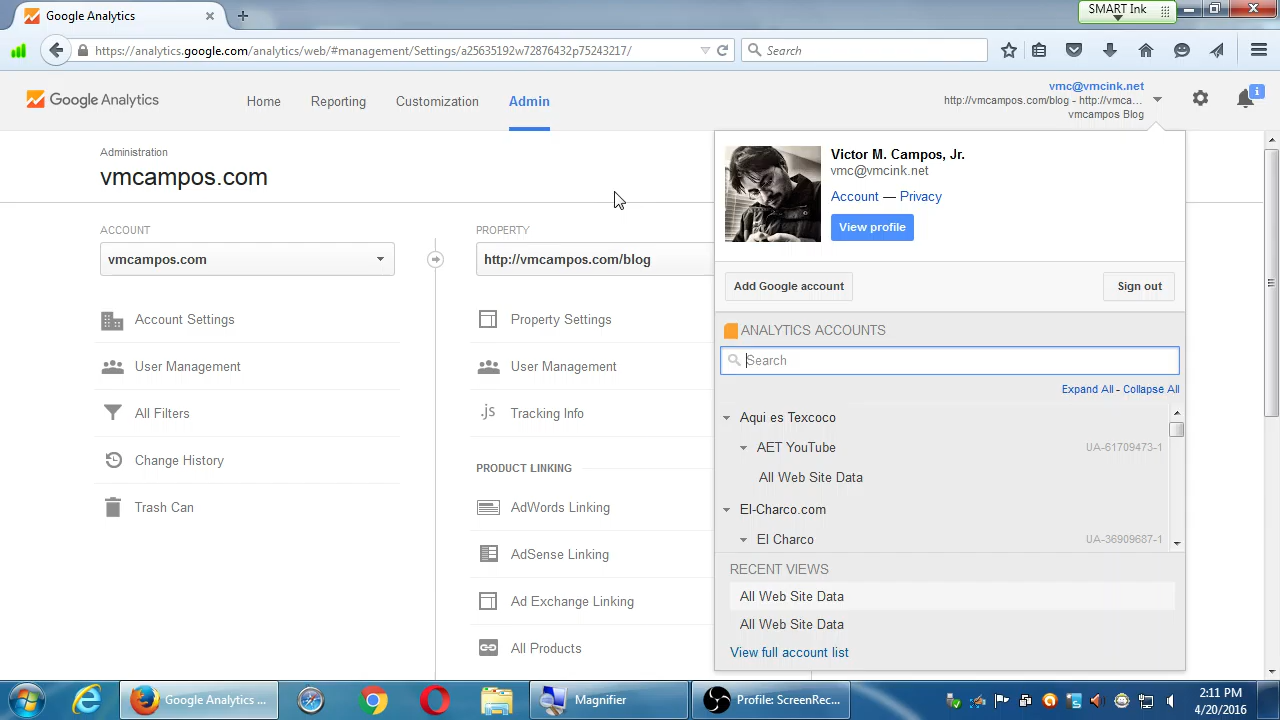 Google Analytics
SMART Ink
https://analytics.google.com/analytics/web/#management/Settings/a25635192w72876432p75243217/
Search
Google Analytics
Home
Reporting
Customization
Admin
vmc@vmcink.net
http://vmcampos.com/blog - http://vmca...
vmcampos Blog
i
Administration
vmcampos.com
ACCOUNT
vmcampos.com
Account Settings
User Management
All Filters
Change History
Trash Can
PROPERTY
http://vmcampos.com/blog
Property Settings
User Management
.js Tracking Info
PRODUCT LINKING
AdWords Linking
AdSense Linking
Ad Exchange Linking
All Products
Victor M. Campos, Jr.
vmc@vmcink.net
Account — Privacy
View profile
Add Google account
Sign out
ANALYTICS ACCOUNTS
Search
Expand All - Collapse All
Aqui es Texcoco
AET YouTube UA-61709473-1
All Web Site Data
El-Charco.com
El Charco UA-36909687-1
RECENT VIEWS
All Web Site Data
All Web Site Data
View full account list
Google Analytics ...
Magnifier
Profile: ScreenRec...
2:11 PM
4/20/2016